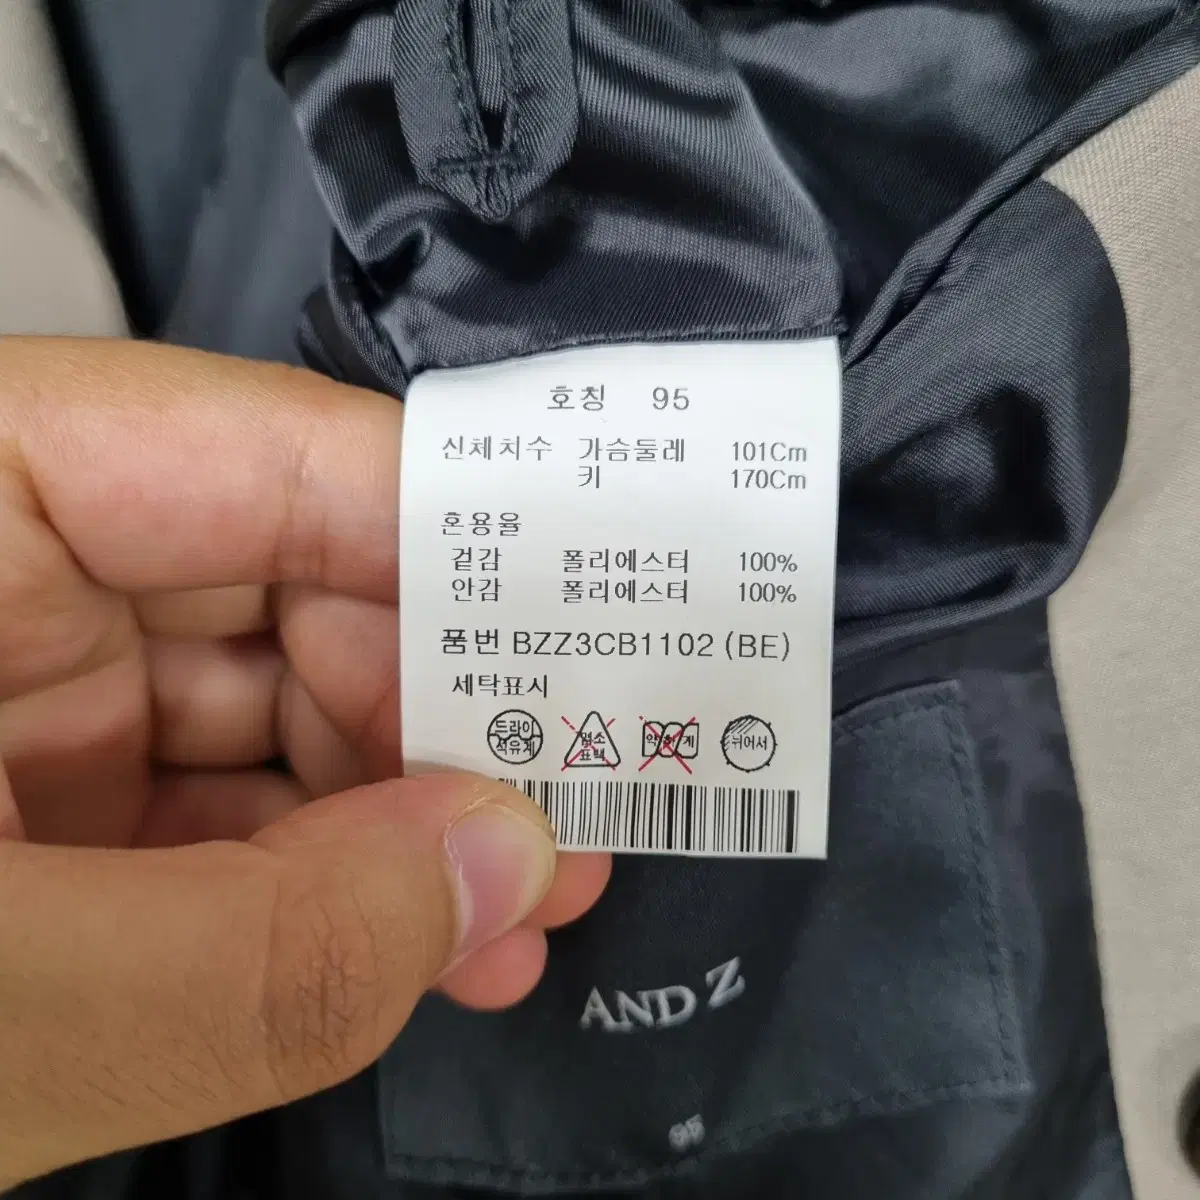 호칭 95
신체치수 가슴둘레 101Cm
키 170Cm
혼용율
겉감 폴리에스터 100%
안감 폴리에스터 100%
품번 BZZ3CB1102 (BE)
세탁표시
드라이
석유계
염소
표백
약하게
뉘어서
AND Z
95